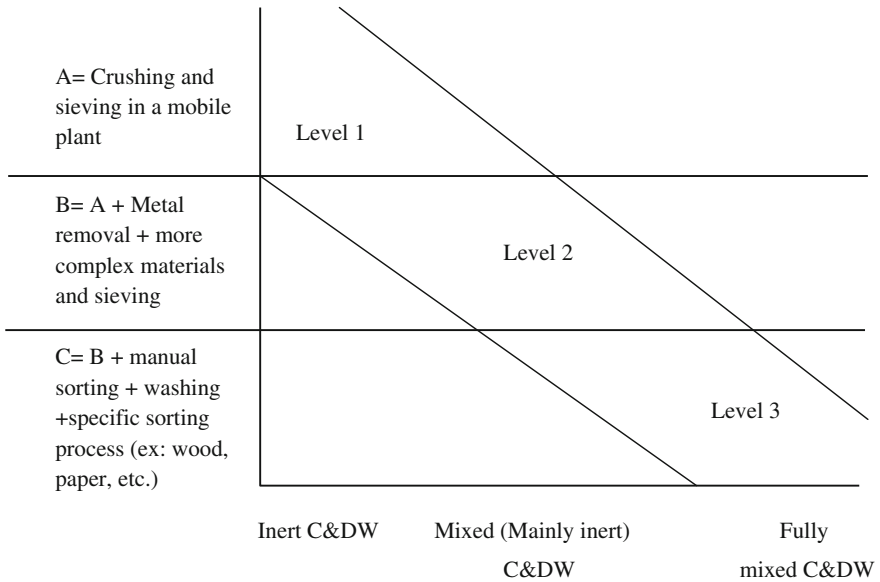 A= Crushing and
sieving in a mobile
plant
Level 1
B= A + Metal
removal + more
complex materials
and sieving
Level 2
C= B + manual
sorting + washing
+specific sorting
process (ex: wood,
paper, etc.)
Level 3
Inert C&DW
Mixed (Mainly inert)
C&DW
Fully
mixed C&DW